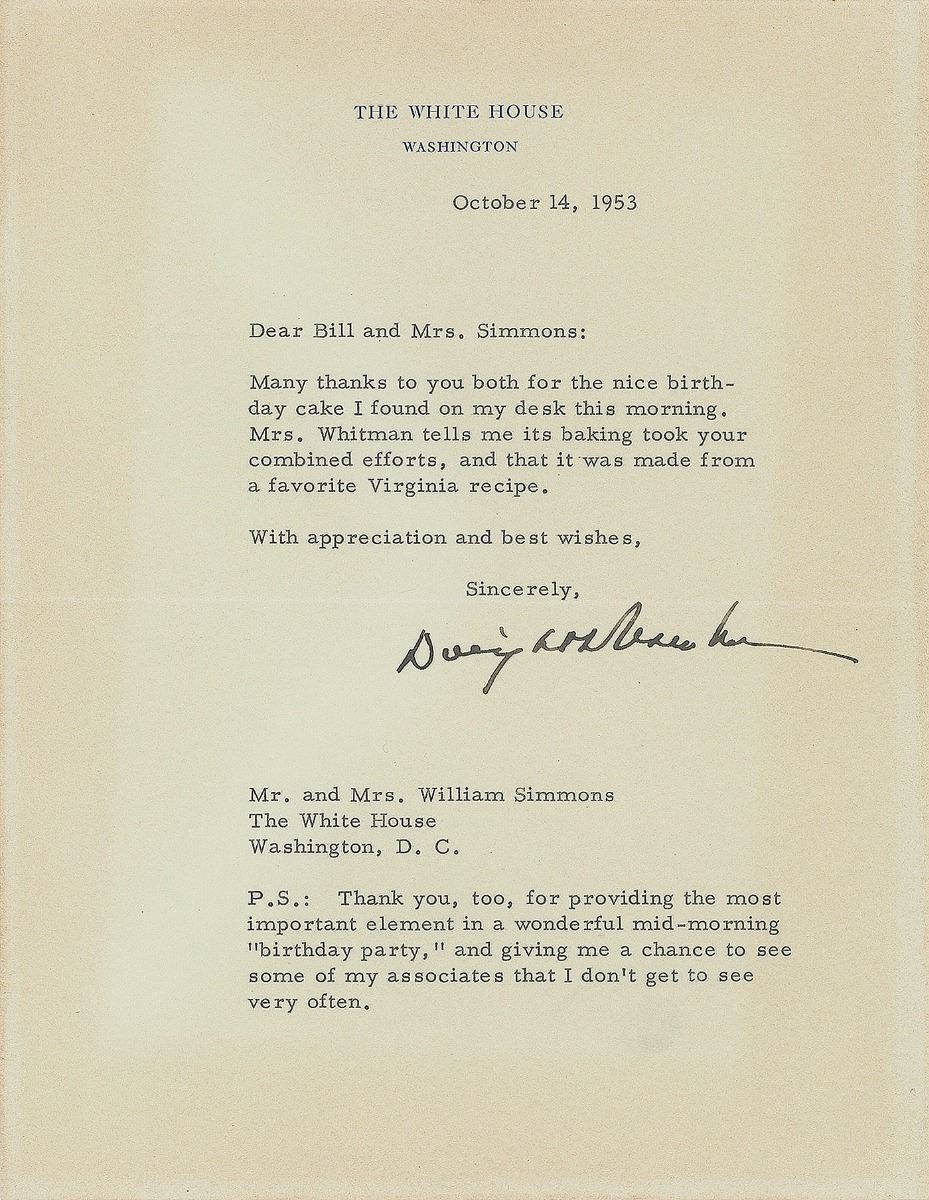 THE WHITE HOUSE
WASHINGTON
October 14, 1953
Dear Bill and Mrs. Simmons:
Many thanks to you both for the nice birth-
day cake I found on my desk this morning.
Mrs. Whitman tells me its baking took your
combined efforts, and that it was made from
a favorite Virginia recipe.
With appreciation and best wishes,
Sincerely,
Dwight D Eisenhower
Mr. and Mrs. William Simmons
The White House
Washington, D. C.
P.S.: Thank you, too, for providing the most
important element in a wonderful mid-morning
"birthday party," and giving me a chance to see
some of my associates that I don't get to see
very often.